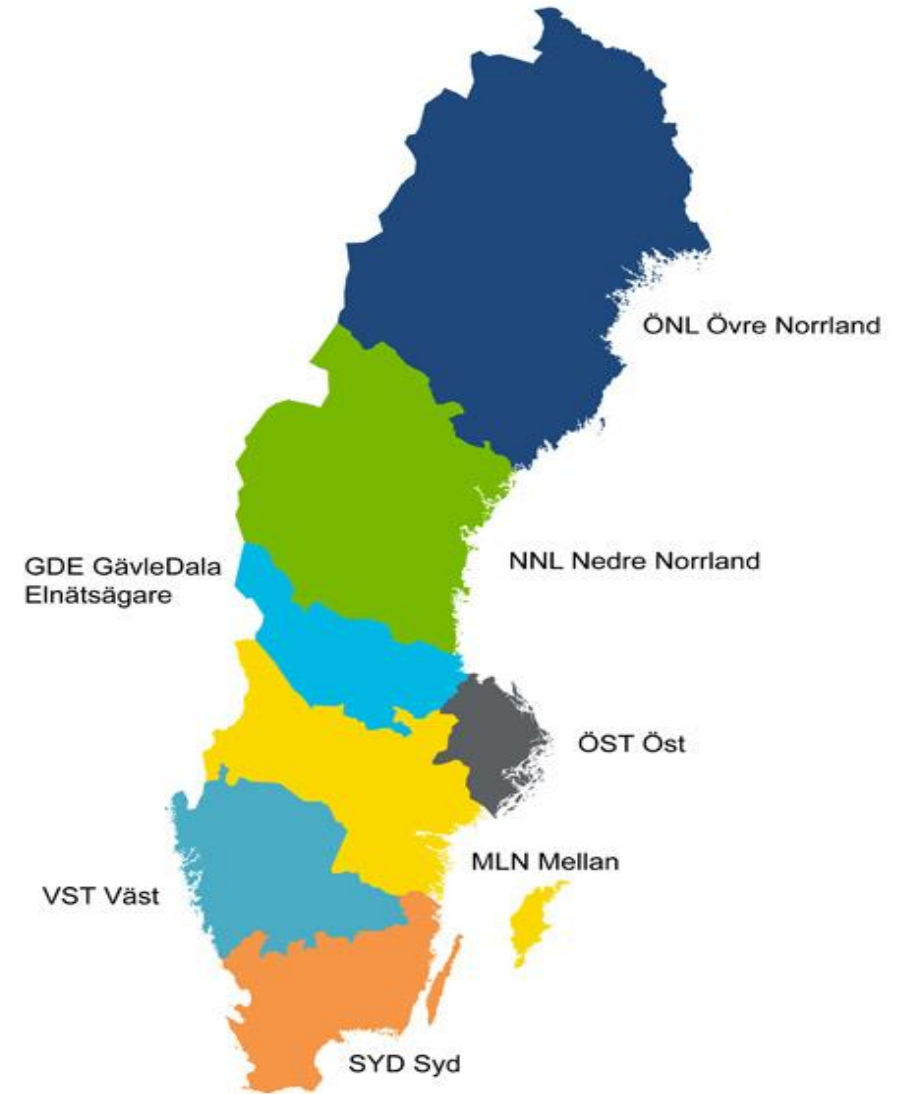 ÖNL Övre Norrland
NNL Nedre Norrland
GDE GävleDala
Elnätsägare
ÖST Öst
MLN Mellan
VST Väst
SYD Syd